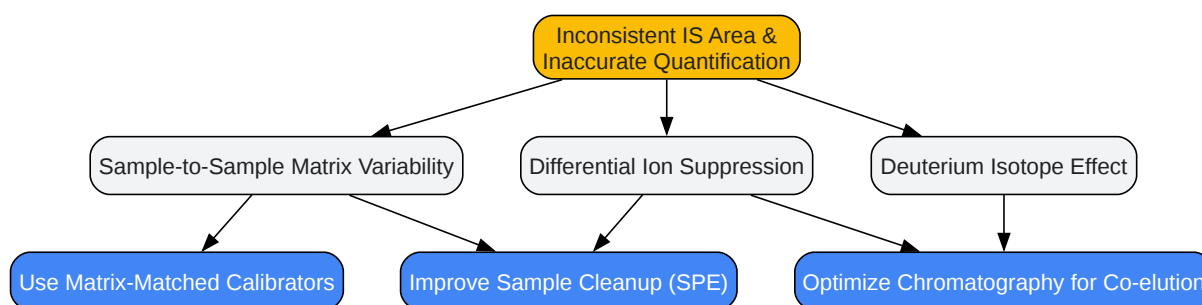 Inconsistent IS Area &
Inaccurate Quantification
Sample-to-Sample Matrix Variability
Differential Ion Suppression
Deuterium Isotope Effect
Use Matrix-Matched Calibrators
Improve Sample Cleanup (SPE)
Optimize Chromatography for Co-elution